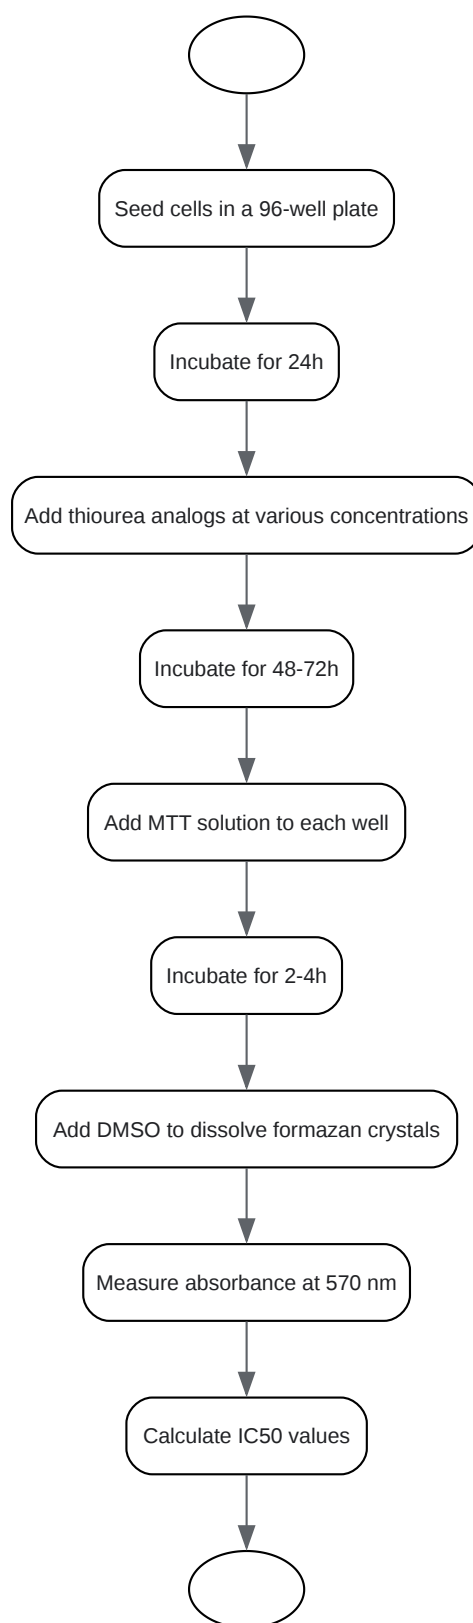 Seed cells in a 96-well plate
Incubate for 24h
Add thiourea analogs at various concentrations
Incubate for 48-72h
Add MTT solution to each well
Incubate for 2-4h
Add DMSO to dissolve formazan crystals
Measure absorbance at 570 nm
Calculate IC50 values